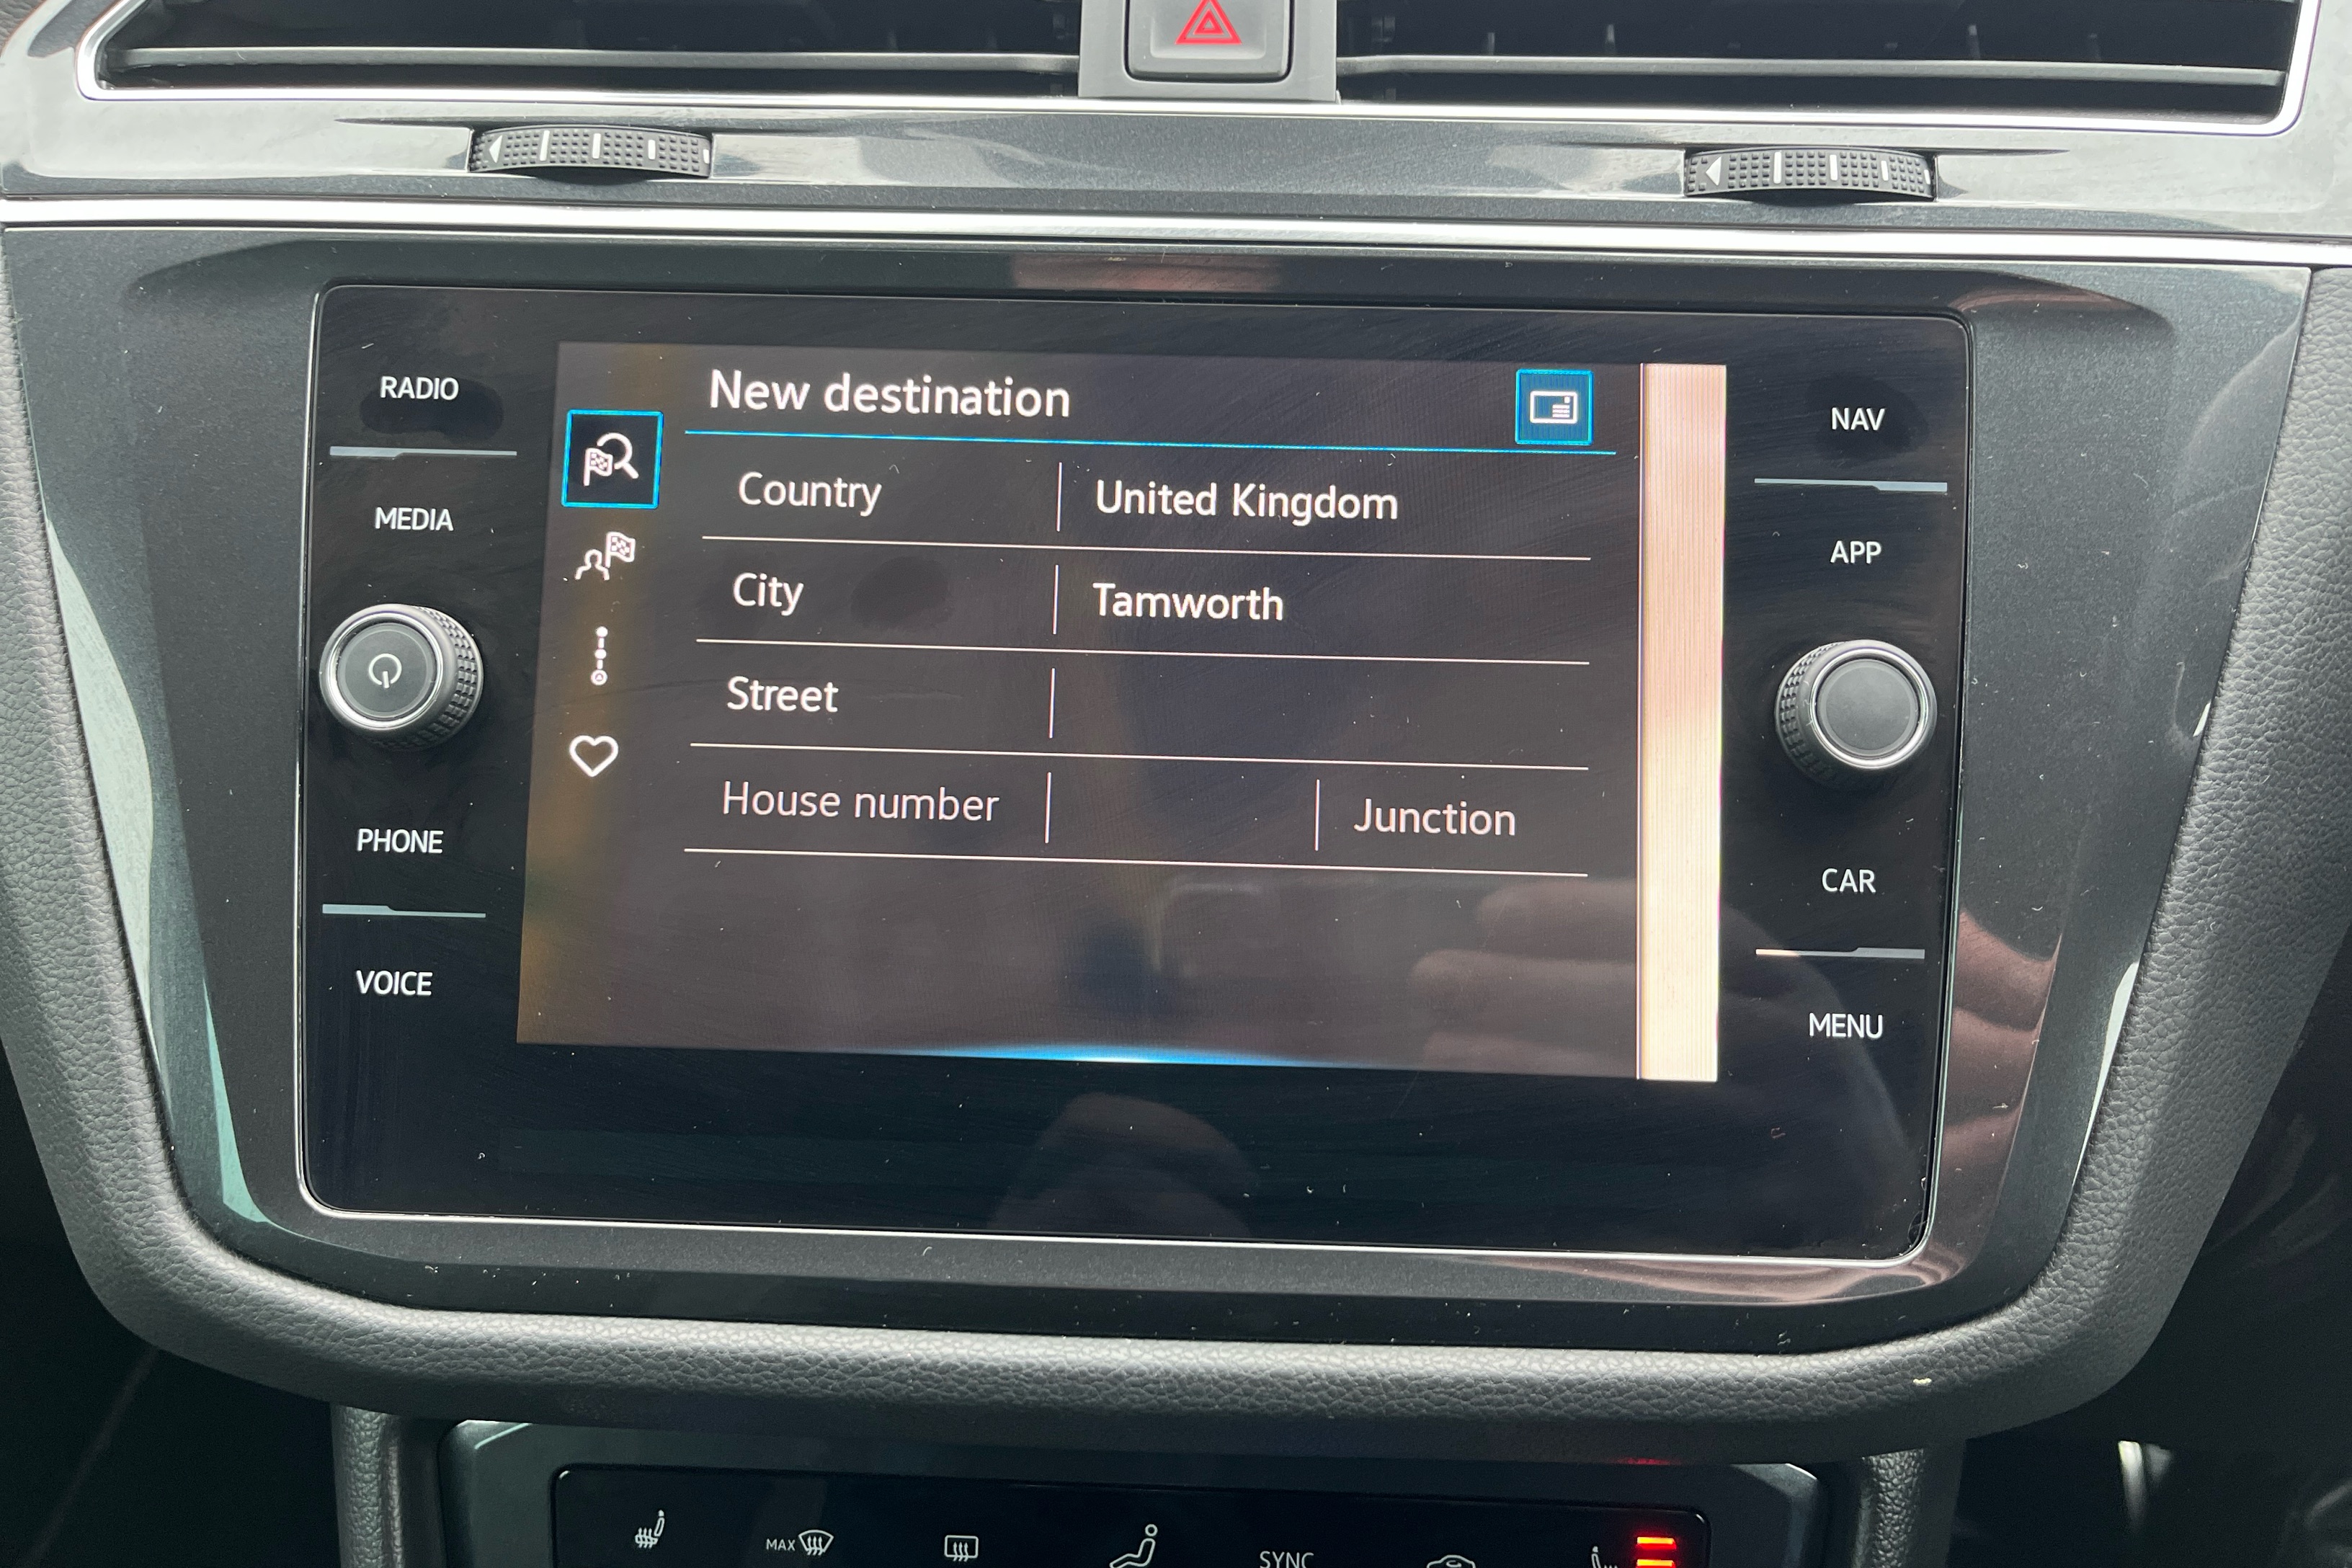 RADIO
MEDIA
PHONE
VOICE
New destination
Country United Kingdom
City Tamworth
Street
House number Junction
NAV
APP
CAR
MENU
MAX
SYNC